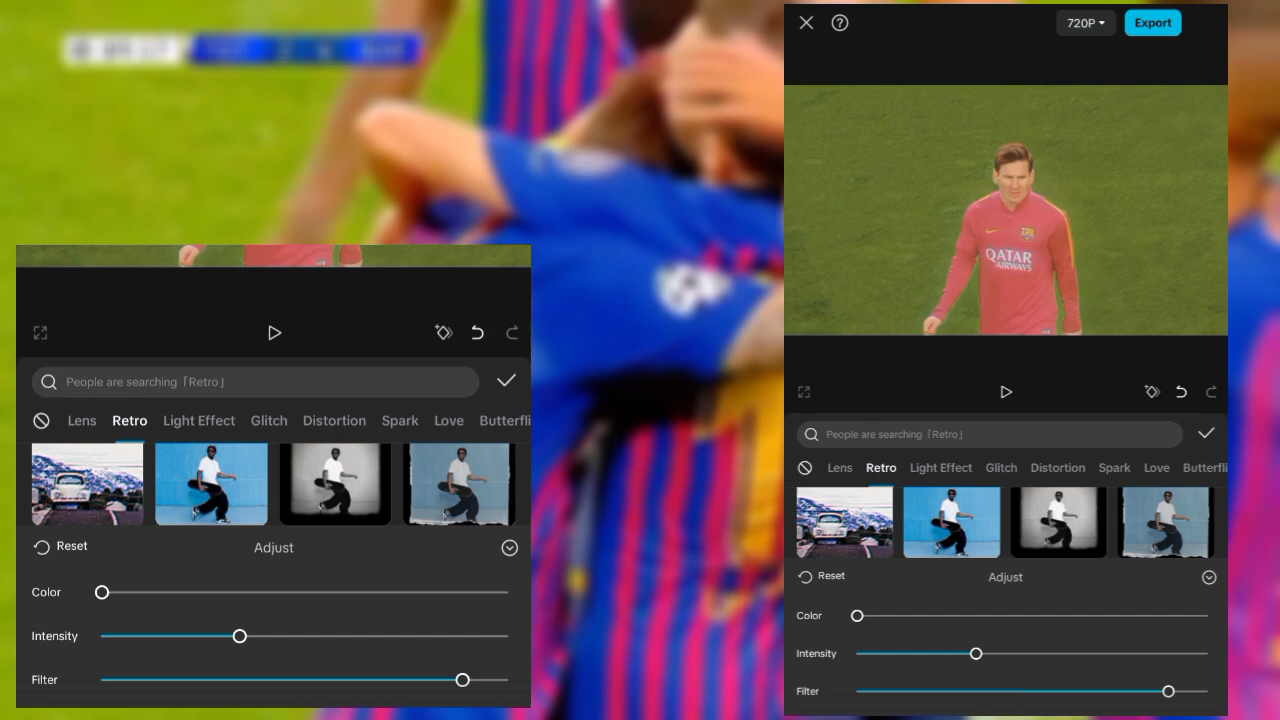 People are searching「Retro」
Lens Retro Light Effect Glitch Distortion Spark Love Butterfli
Reset
Adjust
Color
Intensity
Filter
720P
Export
QATAR
AIRWAYS
People are searching「Retro」
Lens Retro Light Effect Glitch Distortion Spark Love Butterfli
Reset
Adjust
Color
Intensity
Filter